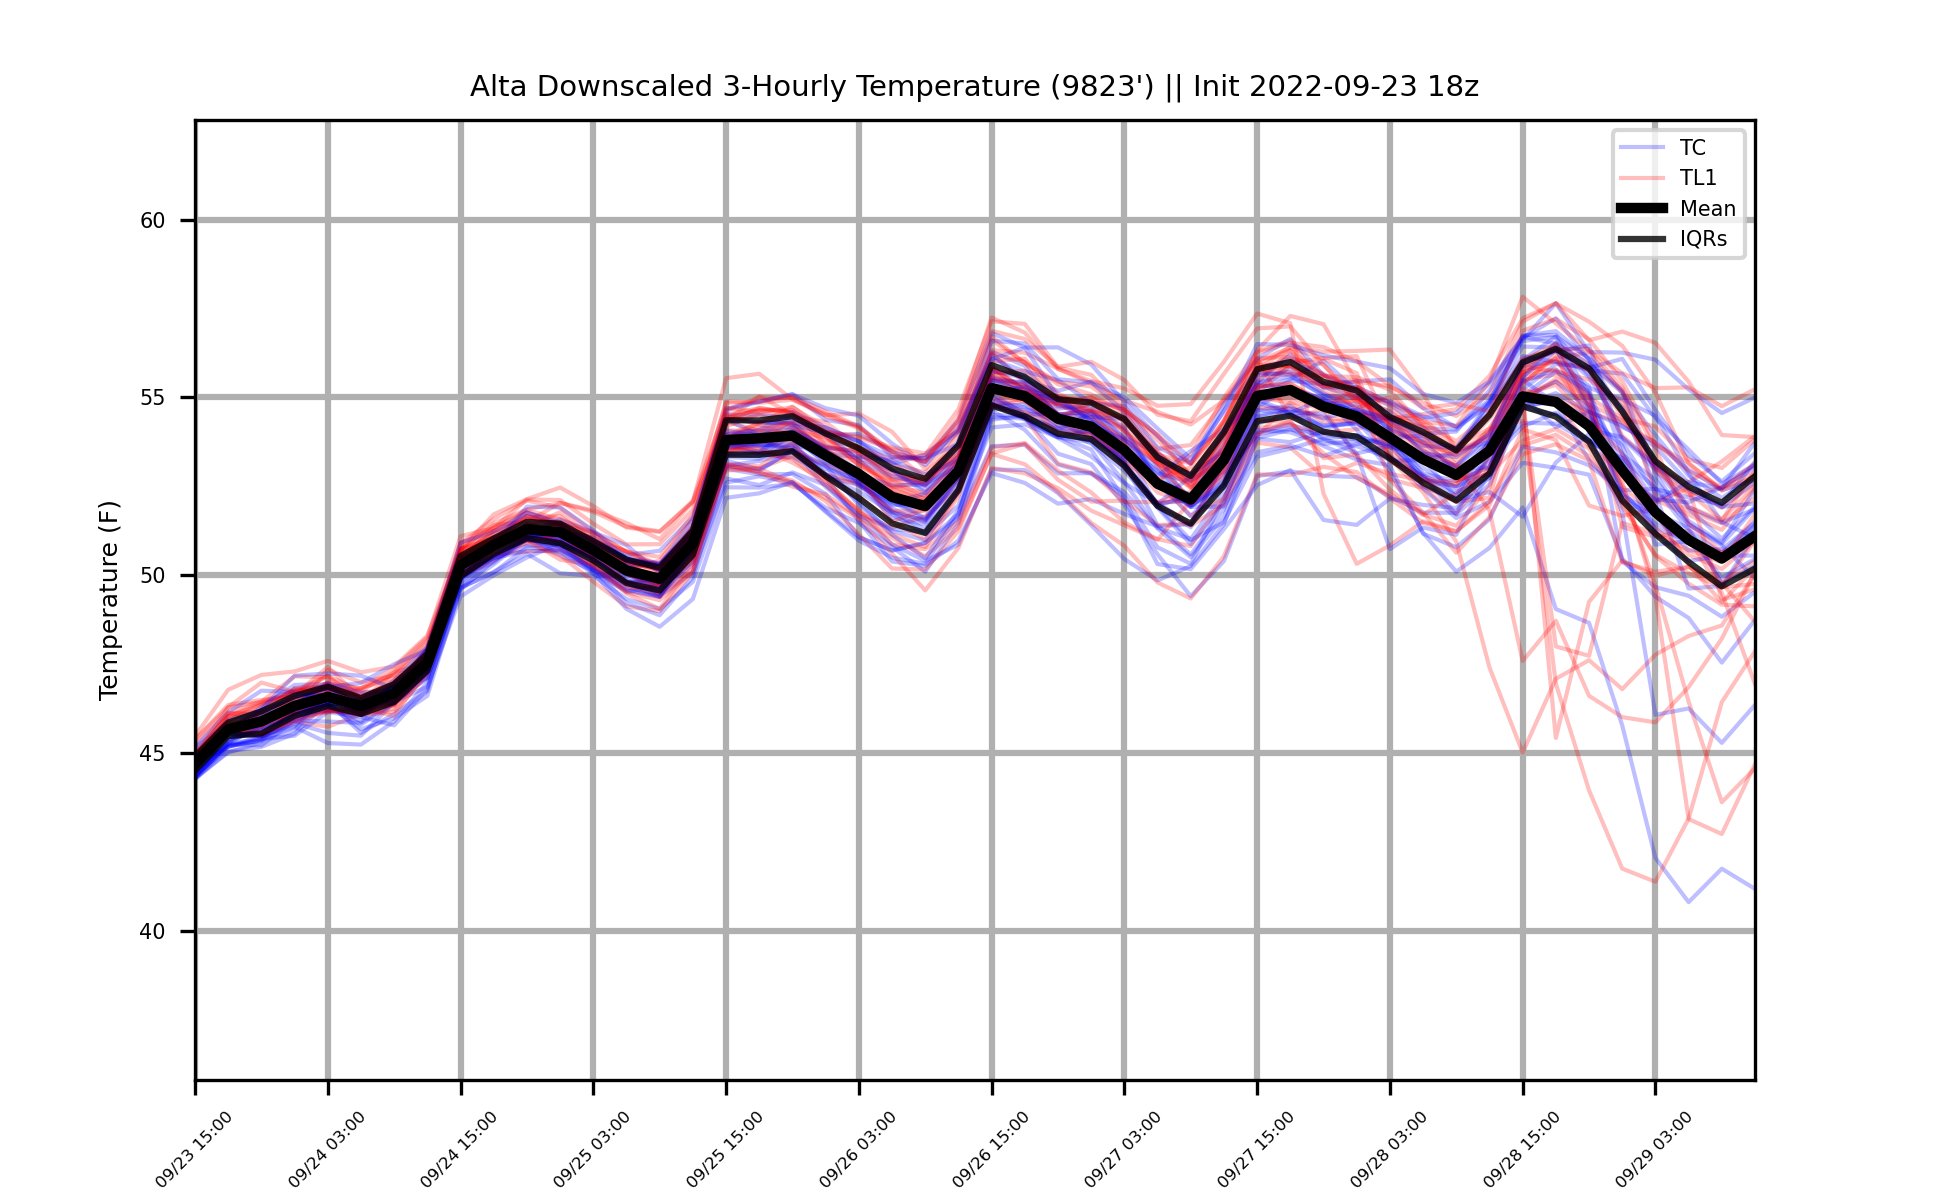 Alta Downscaled 3-Hourly Temperature (9823') || Init 2022-09-23 18z
TC
TL1
Mean
IQRs
Temperature (F)
60
55
50
45
40
09/23 15:00
09/24 03:00
09/24 15:00
09/25 03:00
09/25 15:00
09/26 03:00
09/26 15:00
09/27 03:00
09/27 15:00
09/28 03:00
09/28 15:00
09/29 03:00